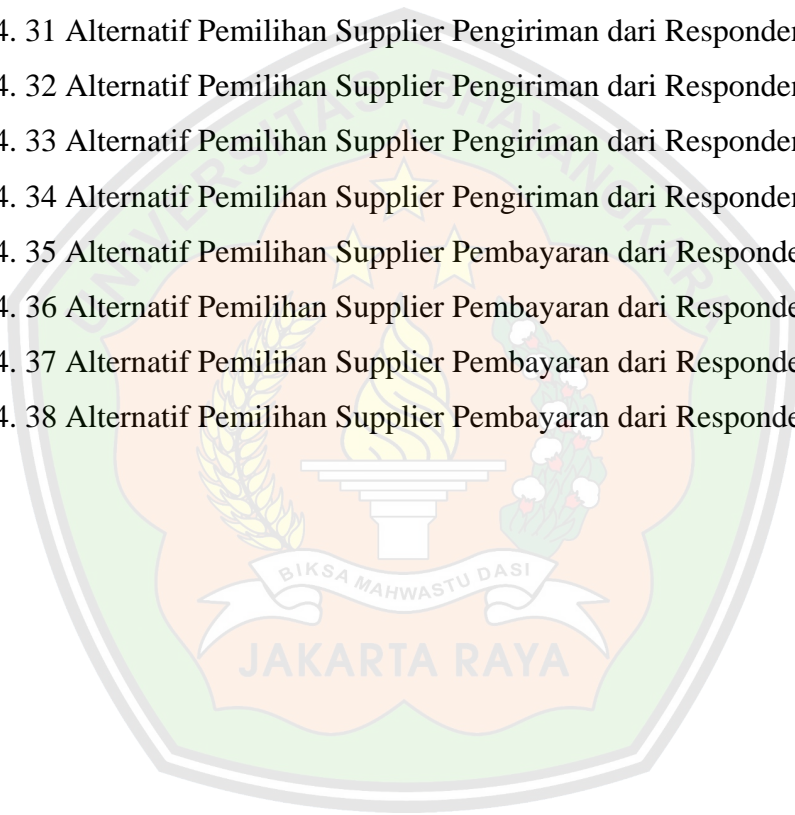 4. 31 Alternatif Pemilihan Supplier Pengiriman dari Responden
4. 32 Alternatif Pemilihan Supplier Pengiriman dari Responden
4. 33 Alternatif Pemilihan Supplier Pengiriman dari Responden
4. 34 Alternatif Pemilihan Supplier Pengiriman dari Responden
4. 35 Alternatif Pemilihan Supplier Pembayaran dari Responde
4. 36 Alternatif Pemilihan Supplier Pembayaran dari Responde
4. 37 Alternatif Pemilihan Supplier Pembayaran dari Responde
4. 38 Alternatif Pemilihan Supplier Pembayaran dari Responde
UNIVERSITAS BHAYANGKARA
BIKSA MAHWASTU DASI
JAKARTA RAYA